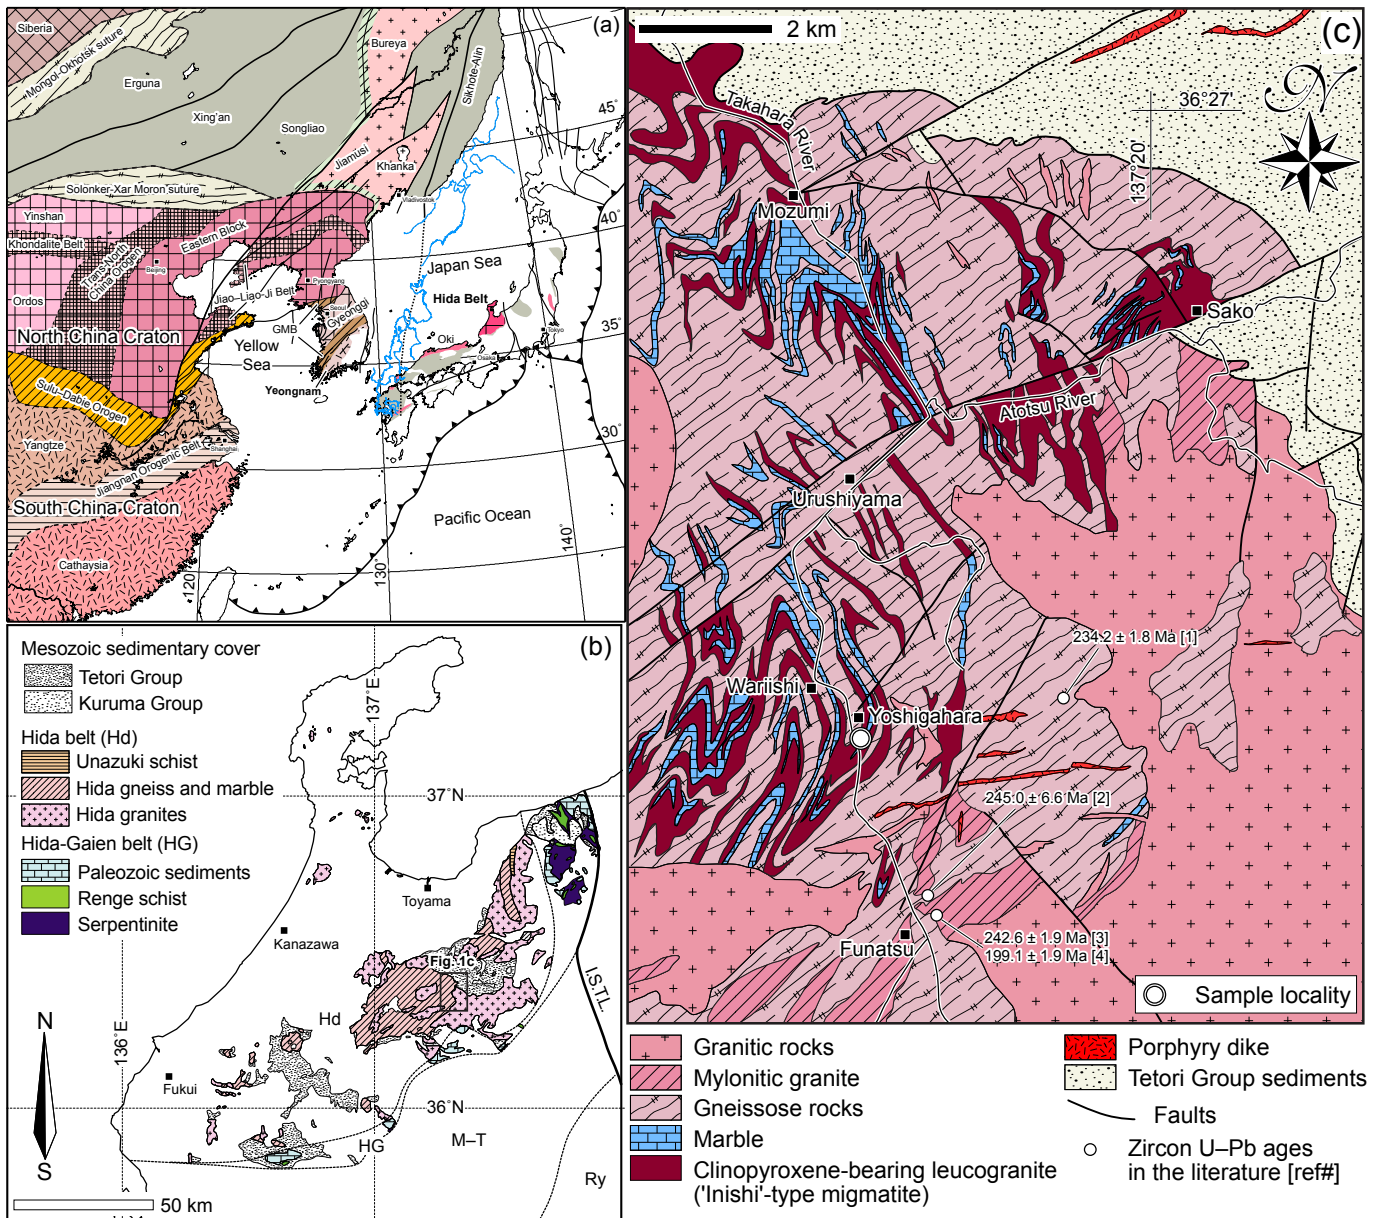 (a)
Siberia
Mongol-Okhotsk suture
Erguna
Xing'an
Songliao
Bureya
Jiamusi
Khanka
Sikhote-Alin
Vladivostok
45°
40°
35°
30°
Solonker-Xar Moron suture
Yinshan
Khondalite Belt
Trans-North
China Orogen
Eastern Block
Beijing
Ordos
Jiao–Liao–Ji Belt
Pyongyang
Seoul
Gyeonggi
GMB
North China Craton
Yellow
Sea
Yeongnam
Japan Sea
Hida Belt
Oki
Tokyo
Osaka
Sulu-Dabie Orogen
Yangtze
Shanghai
Jiangnan Orogenic Belt
South China Craton
Cathaysia
Pacific Ocean
120°
130°
140°
(b)
Mesozoic sedimentary cover
Tetori Group
Kuruma Group
Hida belt (Hd)
Unazuki schist
Hida gneiss and marble
Hida granites
Hida-Gaien belt (HG)
Paleozoic sediments
Renge schist
Serpentinite
137°E
37°N
Toyama
Kanazawa
Fig. 1c
I.S.T.L.
Hd
136°E
Fukui
36°N
HG
M–T
Ry
N
S
50 km
(c)
2 km
N
36°27'
137°20'
Takahara
River
Mozumi
Sako
Atotsu River
Urushiyama
234.2 ± 1.8 Ma [1]
Wariishi
Yoshigahara
245.0 ± 6.6 Ma [2]
242.6 ± 1.9 Ma [3]
199.1 ± 1.9 Ma [4]
Funatsu
Sample locality
Granitic rocks
Mylonitic granite
Gneissose rocks
Marble
Clinopyroxene-bearing leucogranite
('Inishi'-type migmatite)
Porphyry dike
Tetori Group sediments
Faults
Zircon U–Pb ages
in the literature [ref#]